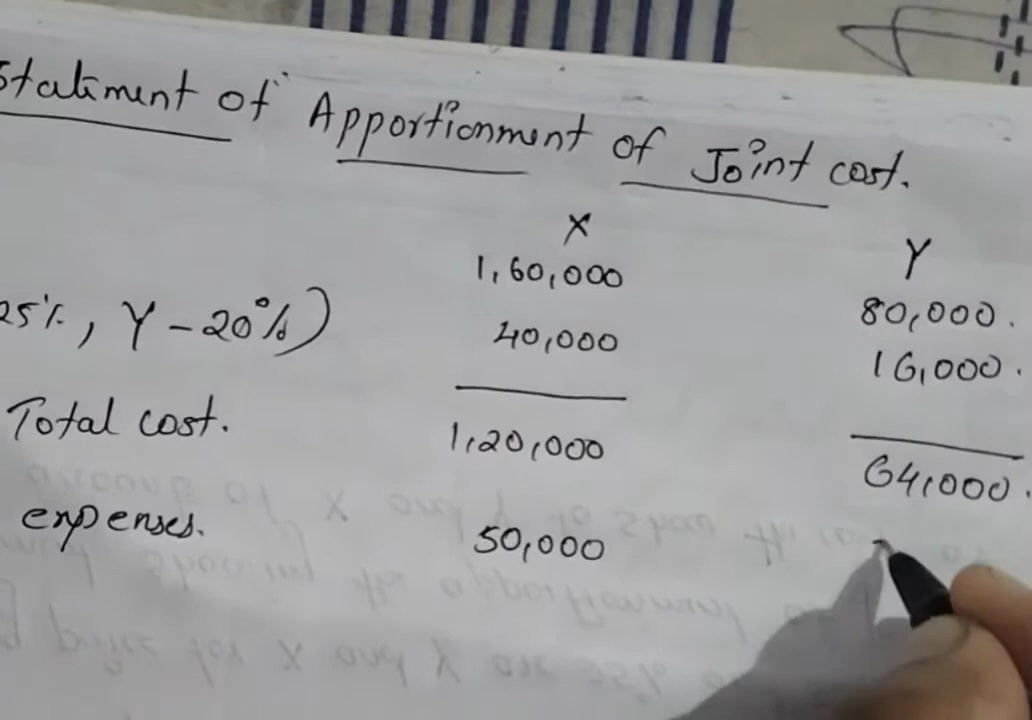 Statement of Apportionment of Joint cost.
X Y
1,60,000 80,000.
25%, Y - 20%) 40,000 16,000.
Total cost. 1,20,000 64,000.
expenses. 50,000